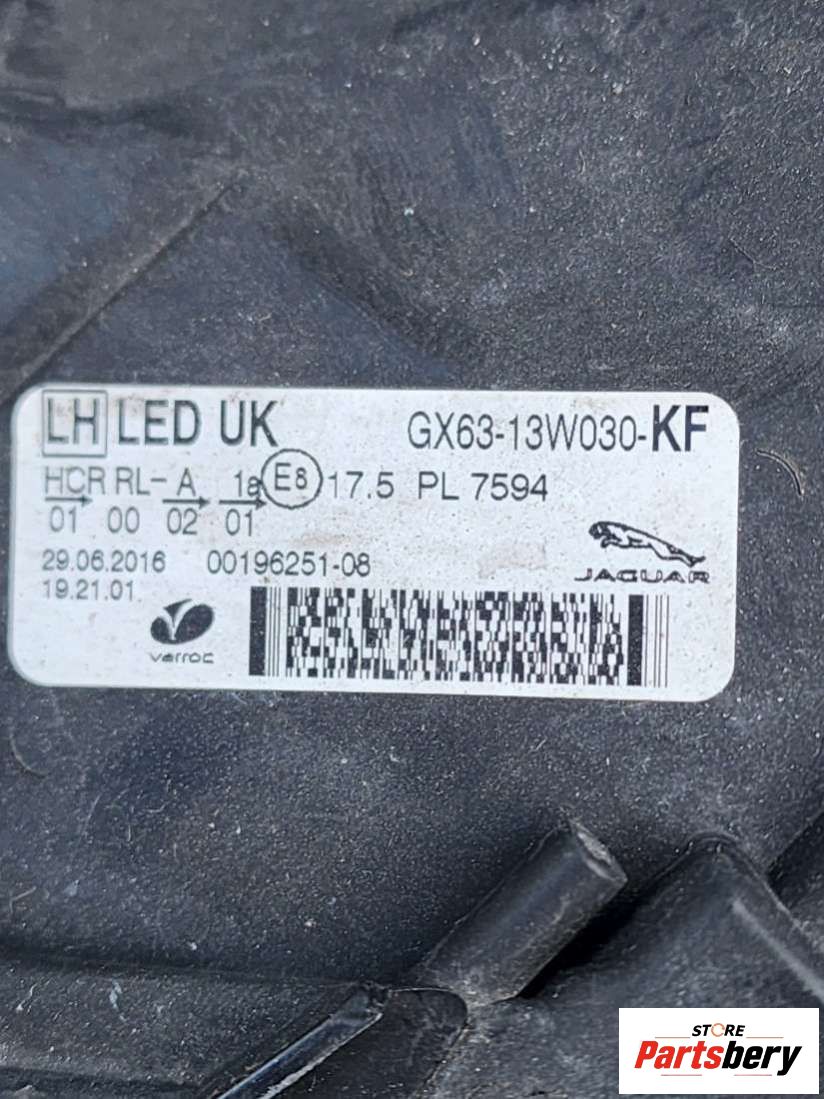 LH LED UK GX63-13W030-KF
HCR RL- A 1a E8 17.5 PL 7594
01 00 02 01
29.06.2016 00196251-08
19.21.01
JAGUAR
varroc
STORE
Partsbery